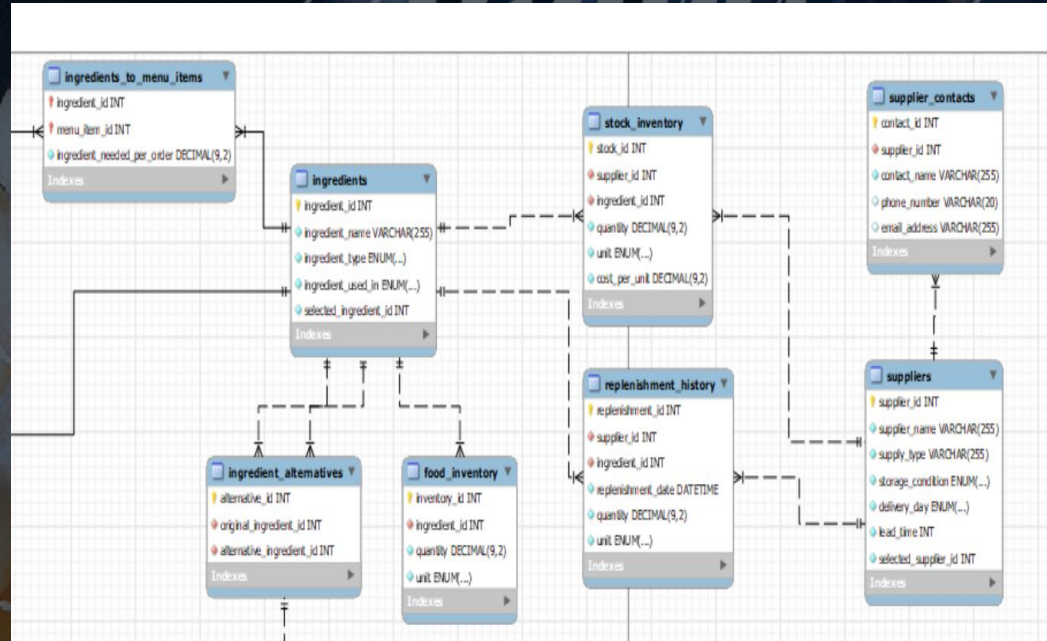 ingredients_to_menu_items
ingredient_id INT
menu_item_id INT
ingredient_needed_per_order DECIMAL(9,2)
Indexes
ingredients
ingredient_id INT
ingredient_name VARCHAR(255)
ingredient_type ENUM(...)
ingredient_used_in ENUM(...)
selected_ingredient_id INT
Indexes
stock_inventory
stock_id INT
supplier_id INT
ingredient_id INT
quantity DECIMAL(9,2)
unit ENUM(...)
cost_per_unit DECIMAL(9,2)
Indexes
supplier_contacts
contact_id INT
supplier_id INT
contact_name VARCHAR(255)
phone_number VARCHAR(20)
email_address VARCHAR(255)
Indexes
ingredient_alternatives
alternative_id INT
original_ingredient_id INT
alternative_ingredient_id INT
Indexes
food_inventory
inventory_id INT
ingredient_id INT
quantity DECIMAL(9,2)
unit ENUM(...)
Indexes
replenishment_history
replenishment_id INT
supplier_id INT
ingredient_id INT
replenishment_date DATETIME
quantity DECIMAL(9,2)
unit ENUM(...)
Indexes
suppliers
supplier_id INT
supplier_name VARCHAR(255)
supply_type VARCHAR(255)
storage_condition ENUM(...)
delivery_day ENUM(...)
lead_time INT
selected_supplier_id INT
Indexes